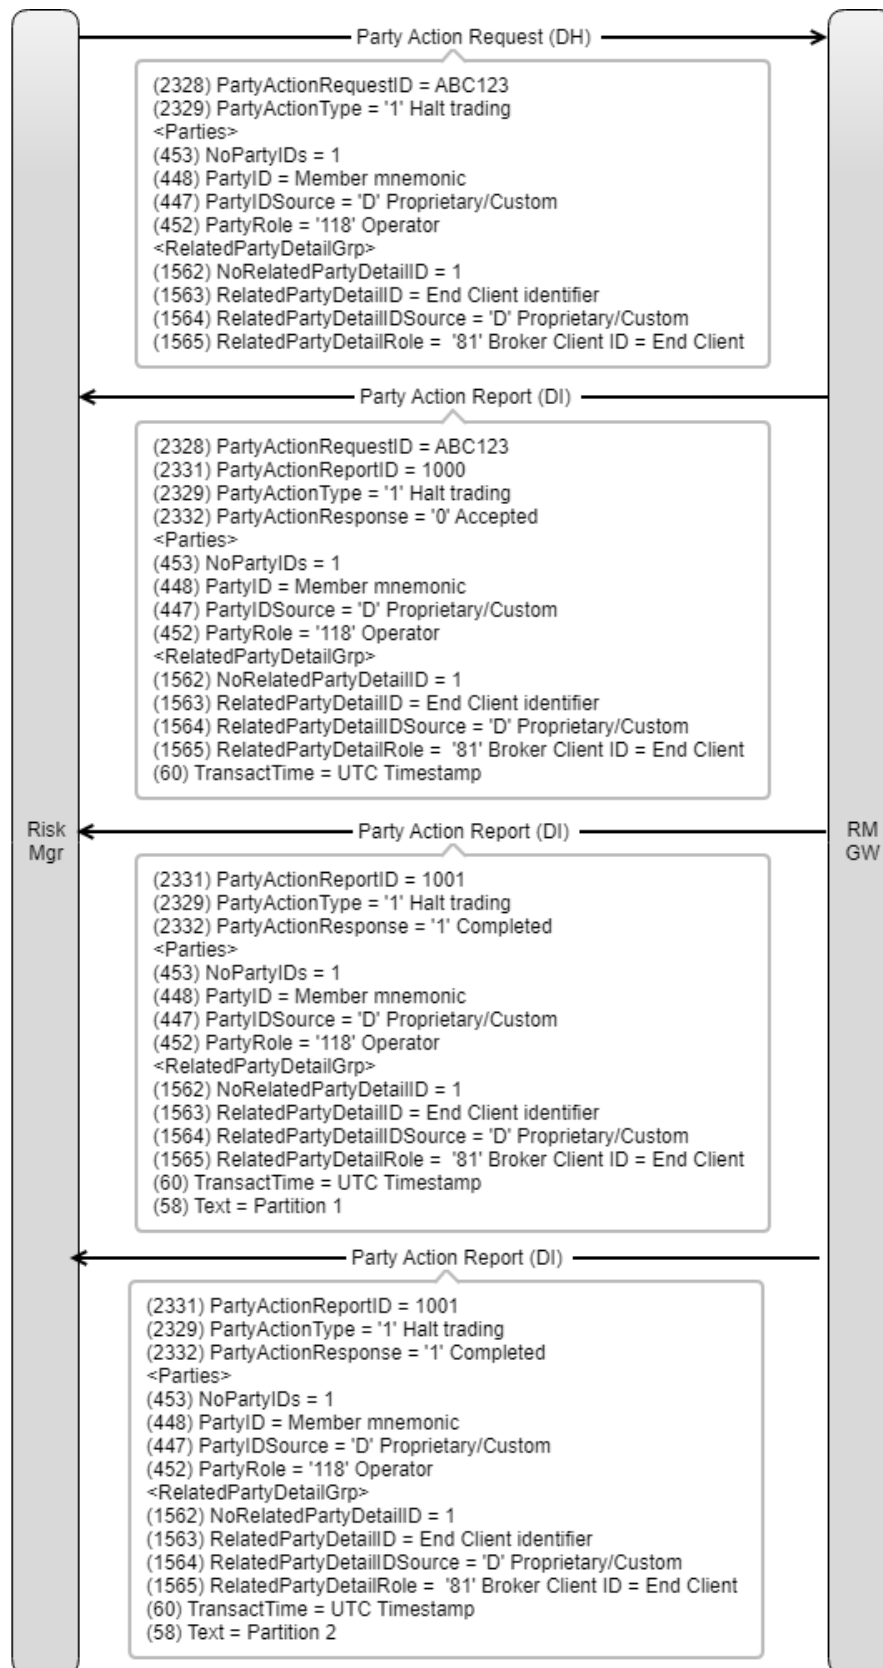 Party Action Request (DH)
(2328) PartyActionRequestID = ABC123
(2329) PartyActionType = '1' Halt trading
<Parties>
(453) NoPartyIDs = 1
(448) PartyID = Member mnemonic
(447) PartyIDSource = 'D' Proprietary/Custom
(452) PartyRole = '118' Operator
<RelatedPartyDetailGrp>
(1562) NoRelatedPartyDetailID = 1
(1563) RelatedPartyDetailID = End Client identifier
(1564) RelatedPartyDetailIDSource = 'D' Proprietary/Custom
(1565) RelatedPartyDetailRole = '81' Broker Client ID = End Client
Party Action Report (DI)
(2328) PartyActionRequestID = ABC123
(2331) PartyActionReportID = 1000
(2329) PartyActionType = '1' Halt trading
(2332) PartyActionResponse = '0' Accepted
<Parties>
(453) NoPartyIDs = 1
(448) PartyID = Member mnemonic
(447) PartyIDSource = 'D' Proprietary/Custom
(452) PartyRole = '118' Operator
<RelatedPartyDetailGrp>
(1562) NoRelatedPartyDetailID = 1
(1563) RelatedPartyDetailID = End Client identifier
(1564) RelatedPartyDetailIDSource = 'D' Proprietary/Custom
(1565) RelatedPartyDetailRole = '81' Broker Client ID = End Client
(60) TransactTime = UTC Timestamp
Risk
Mgr
Party Action Report (DI)
RM
GW
(2331) PartyActionReportID = 1001
(2329) PartyActionType = '1' Halt trading
(2332) PartyActionResponse = '1' Completed
<Parties>
(453) NoPartyIDs = 1
(448) PartyID = Member mnemonic
(447) PartyIDSource = 'D' Proprietary/Custom
(452) PartyRole = '118' Operator
<RelatedPartyDetailGrp>
(1562) NoRelatedPartyDetailID = 1
(1563) RelatedPartyDetailID = End Client identifier
(1564) RelatedPartyDetailIDSource = 'D' Proprietary/Custom
(1565) RelatedPartyDetailRole = '81' Broker Client ID = End Client
(60) TransactTime = UTC Timestamp
(58) Text = Partition 1
Party Action Report (DI)
(2331) PartyActionReportID = 1001
(2329) PartyActionType = '1' Halt trading
(2332) PartyActionResponse = '1' Completed
<Parties>
(453) NoPartyIDs = 1
(448) PartyID = Member mnemonic
(447) PartyIDSource = 'D' Proprietary/Custom
(452) PartyRole = '118' Operator
<RelatedPartyDetailGrp>
(1562) NoRelatedPartyDetailID = 1
(1563) RelatedPartyDetailID = End Client identifier
(1564) RelatedPartyDetailIDSource = 'D' Proprietary/Custom
(1565) RelatedPartyDetailRole = '81' Broker Client ID = End Client
(60) TransactTime = UTC Timestamp
(58) Text = Partition 2